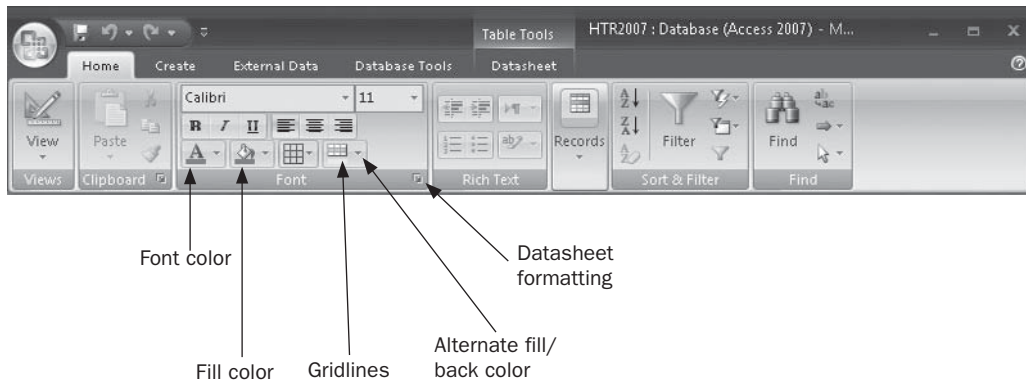 Table Tools HTR2007 : Database (Access 2007) - M...
Home Create External Data Database Tools Datasheet
Calibri 11
B I U
A
View Paste Records Filter Find
Views Clipboard Font Rich Text Sort & Filter Find
Font color
Datasheet
formatting
Fill color
Gridlines
Alternate fill/
back color